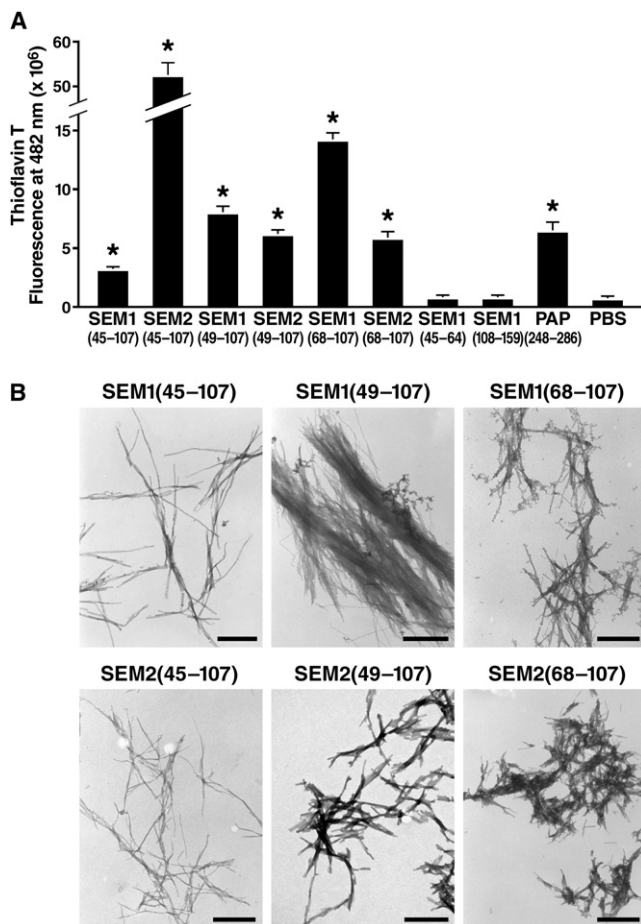 A
Thioflavin T
Fluorescence at 482 nm (x 10⁶)
60
50
15
10
5
0
* * * * * * *
SEM1 SEM2 SEM1 SEM2 SEM1 SEM2 SEM1 SEM1 PAP PBS
(45–107) (45–107) (49–107) (49–107) (68–107) (68–107) (45–64) (108–159) (248–286)
B
SEM1(45–107) SEM1(49–107) SEM1(68–107)
SEM2(45–107) SEM2(49–107) SEM2(68–107)